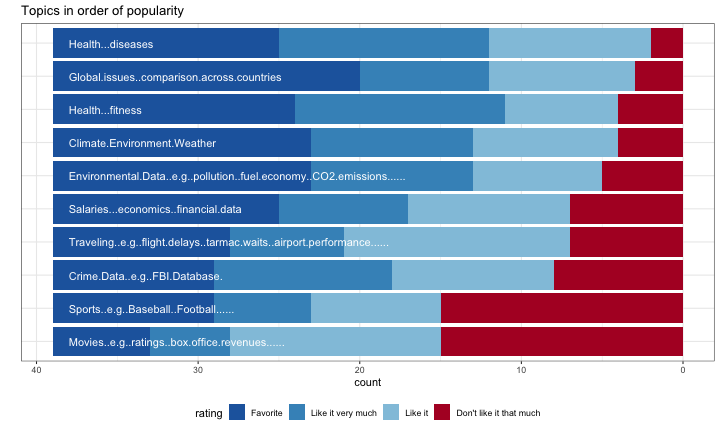 Topics in order of popularity
Health...diseases
Global.issues..comparison.across.countries
Health...fitness
Climate.Environment.Weather
Environmental.Data..e.g..pollution..fuel.economy..CO2.emissions......
Salaries...economics..financial.data
Traveling..e.g..flight.delays..tarmac.waits..airport.performance......
Crime.Data..e.g..FBI.Database.
Sports..e.g..Baseball..Football......
Movies..e.g..ratings..box.office.revenues......
40 30 20 10 0
count
rating Favorite Like it very much Like it Don't like it that much